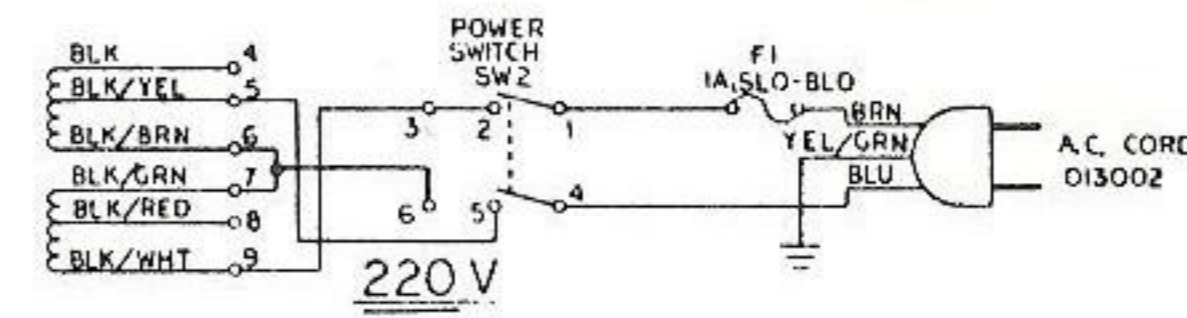 BLK 4
BLK/YEL 5
BLK/BRN 6
BLK/GRN 7
BLK/RED 8
BLK/WHT 9
POWER
SWITCH
SW2
3 2 1
6 5 4
220 V
F1
1A, SLO-BLO
BRN
YEL/GRN
BLU
A.C. CORD
013002